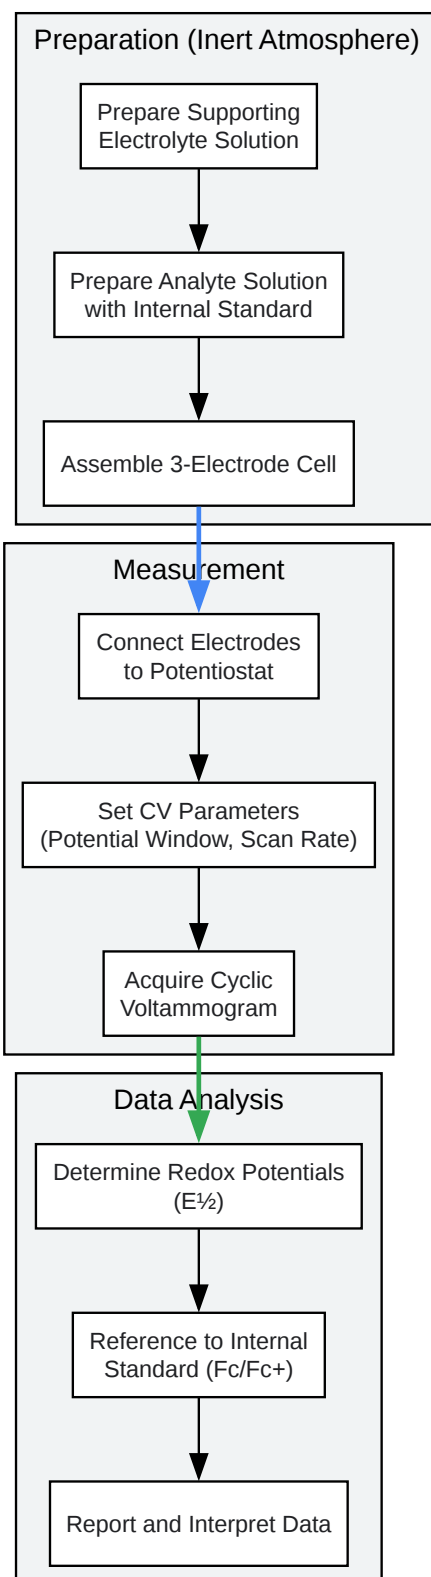 Preparation (Inert Atmosphere)
Prepare Supporting
Electrolyte Solution
Prepare Analyte Solution
with Internal Standard
Assemble 3-Electrode Cell
Measurement
Connect Electrodes
to Potentiostat
Set CV Parameters
(Potential Window, Scan Rate)
Acquire Cyclic
Voltammogram
Data Analysis
Determine Redox Potentials
(E½)
Reference to Internal
Standard (Fc/Fc+)
Report and Interpret Data